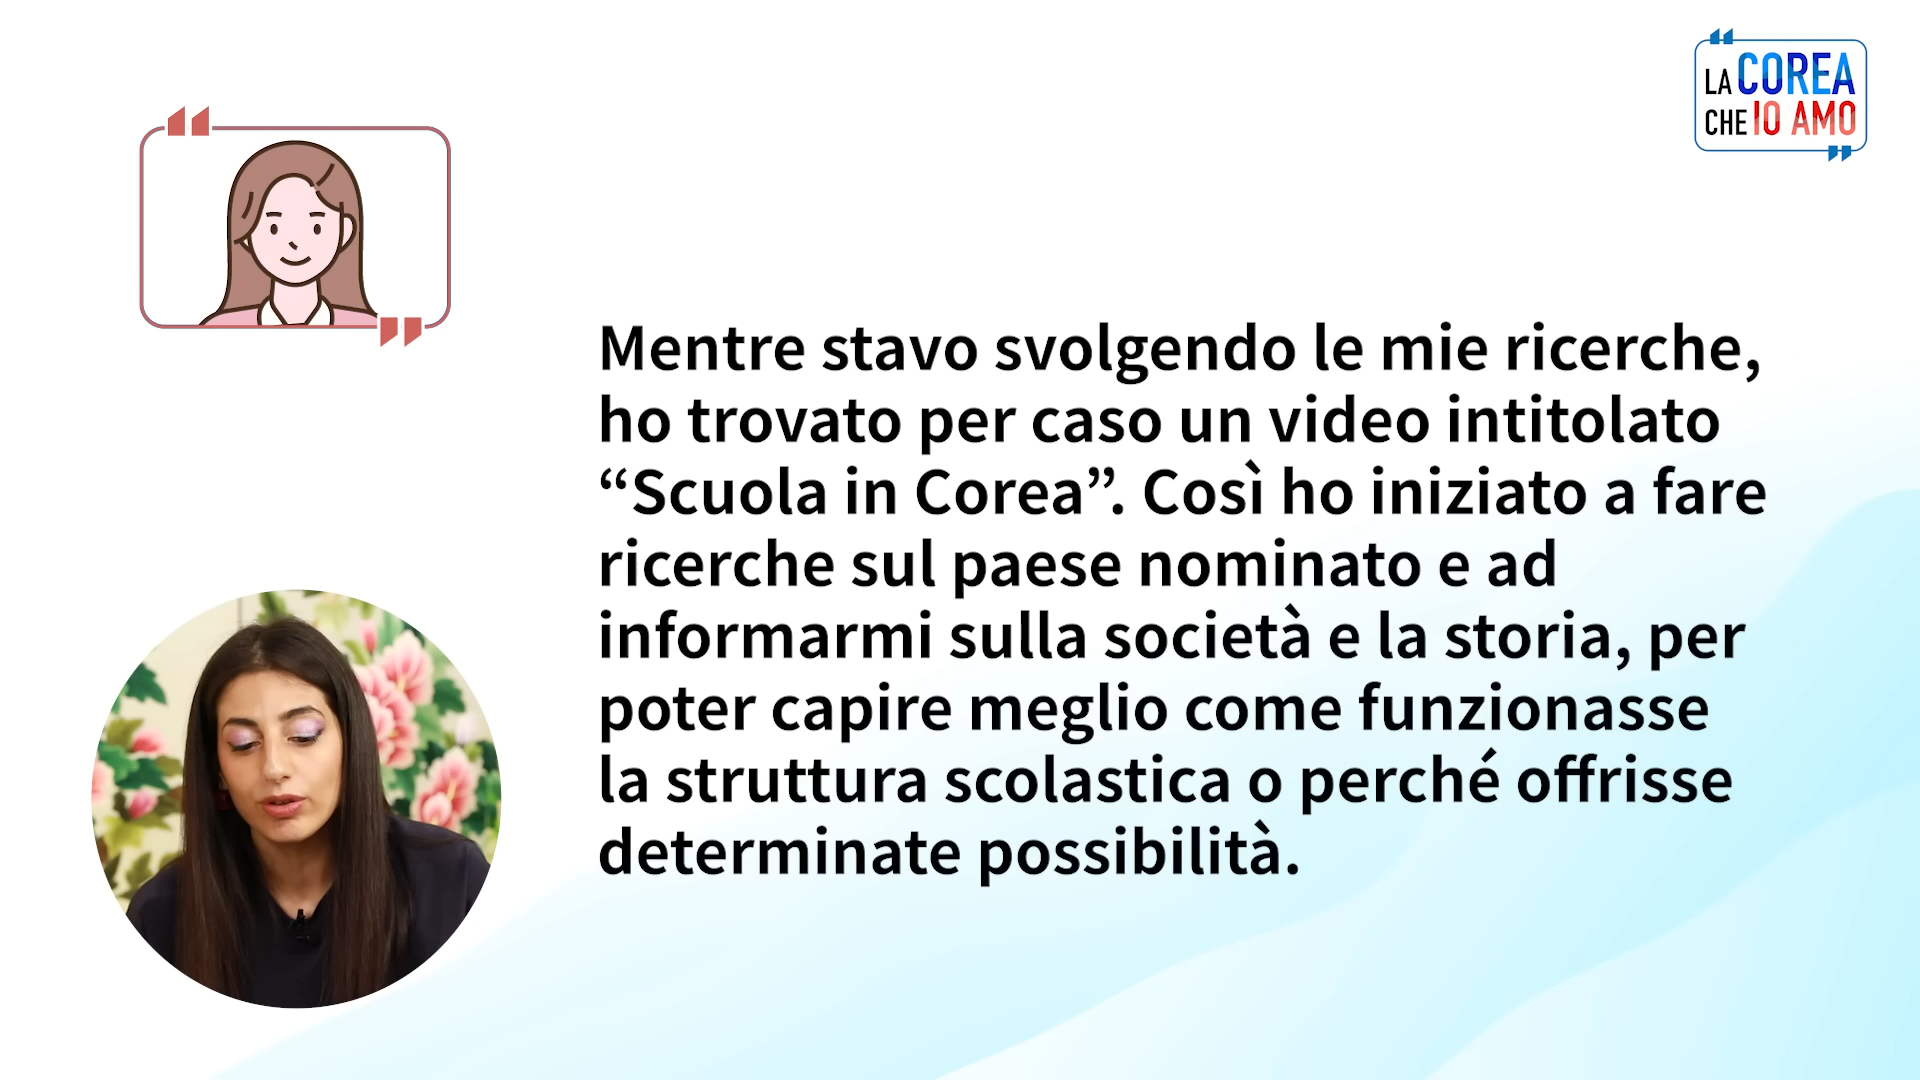 LA COREA
CHE IO AMO
Mentre stavo svolgendo le mie ricerche,
ho trovato per caso un video intitolato
“Scuola in Corea”. Così ho iniziato a fare
ricerche sul paese nominato e ad
informarmi sulla società e la storia, per
poter capire meglio come funzionasse
la struttura scolastica o perché offrisse
determinate possibilità.